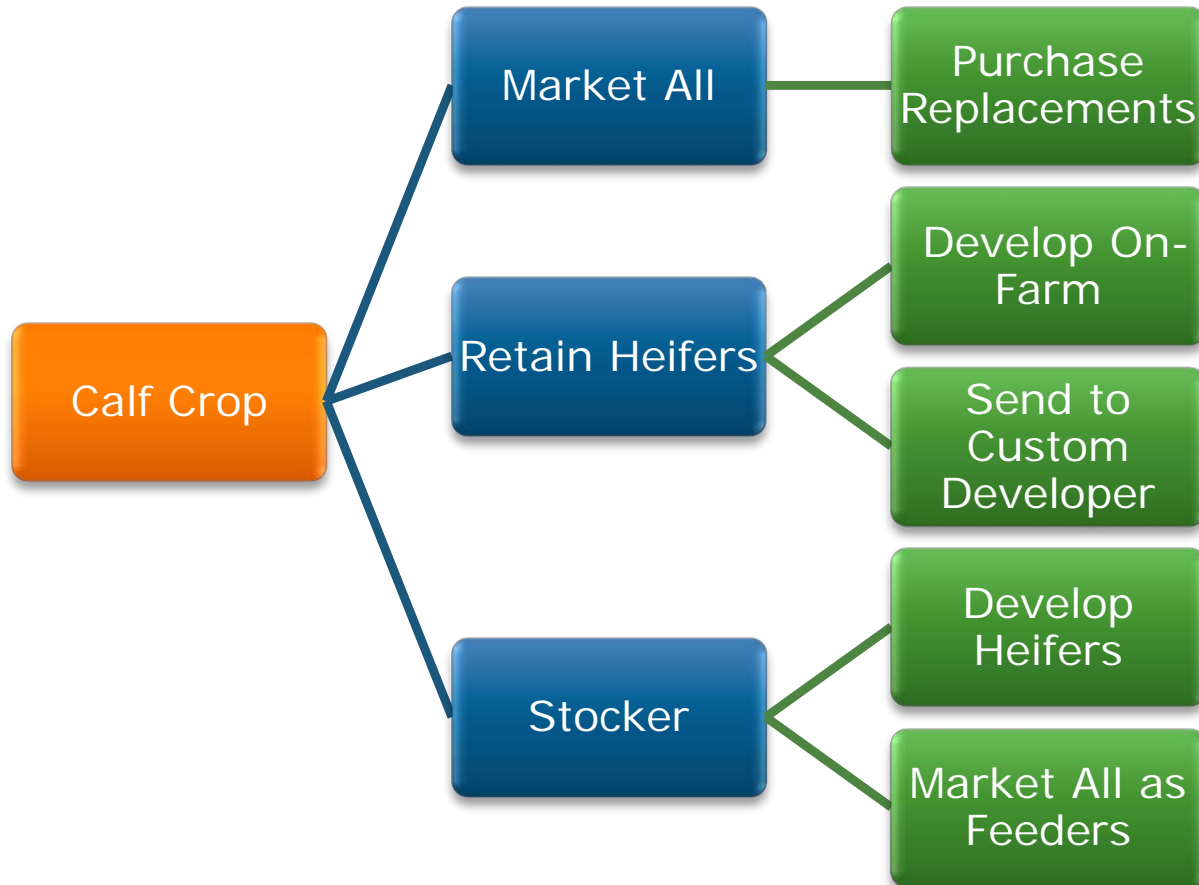 Calf Crop
Market All
Purchase
Replacements
Retain Heifers
Develop On-
Farm
Send to
Custom
Developer
Stocker
Develop
Heifers
Market All as
Feeders